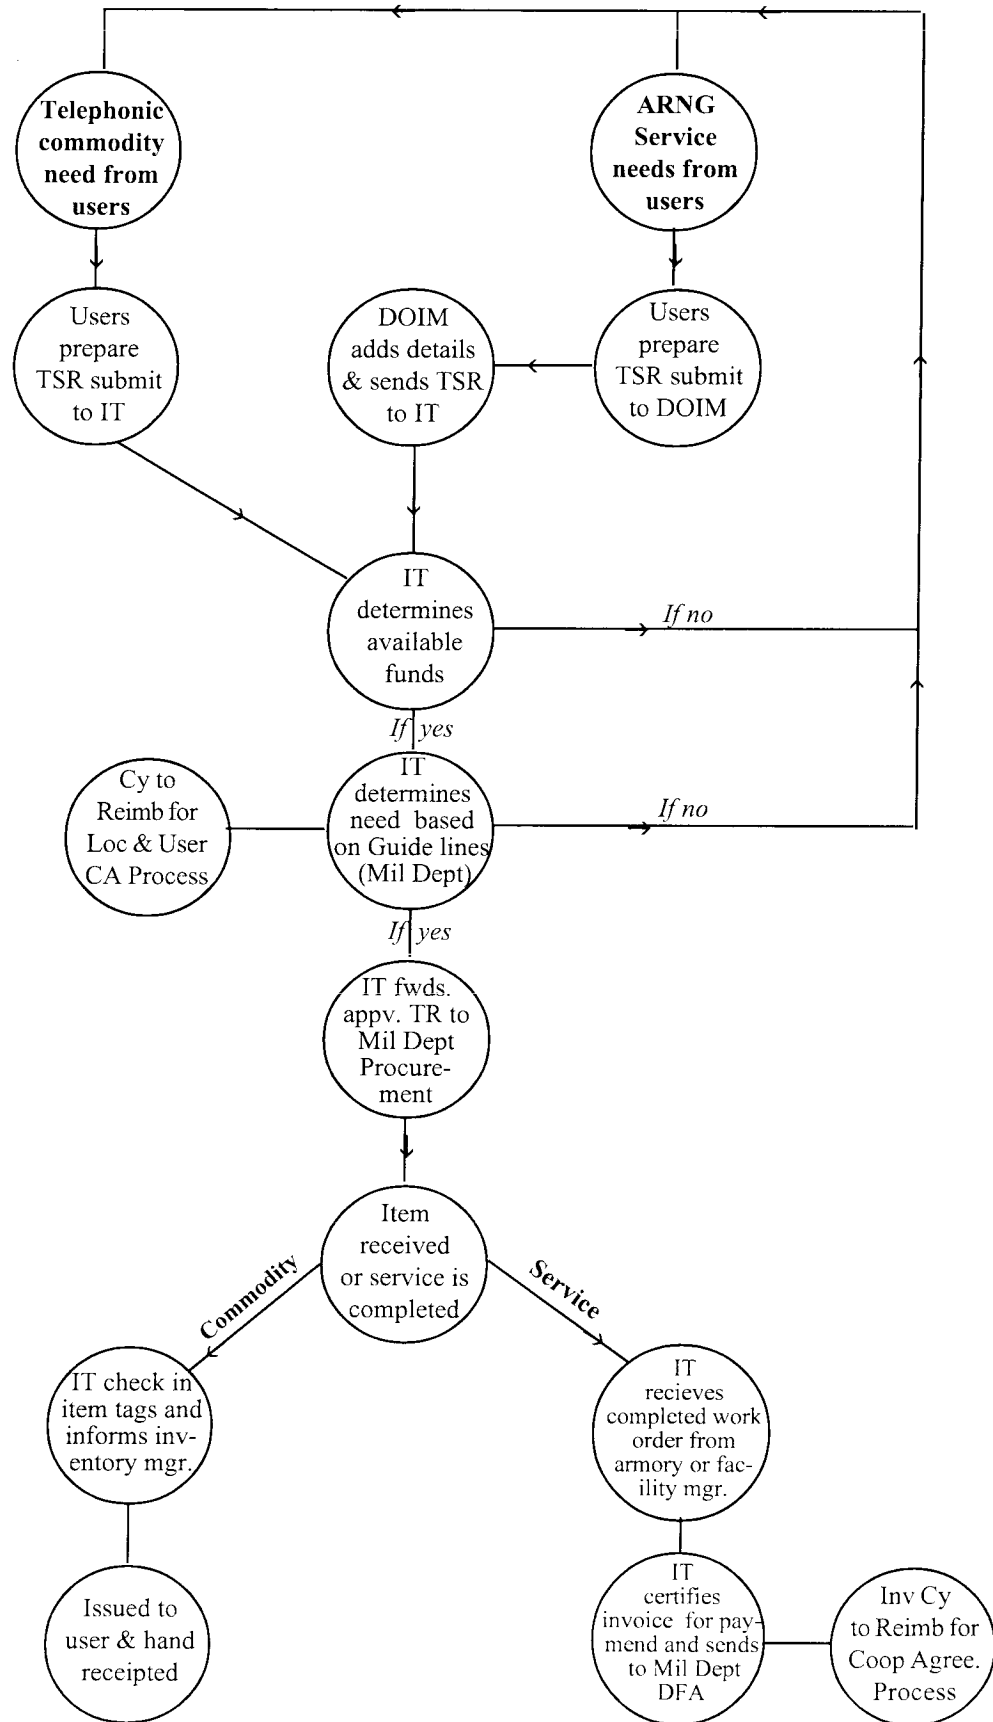 Telephonic
commodity
need from
users
ARNG
Service
needs from
users
Users
prepare
TSR submit
to IT
DOIM
adds details
& sends TSR
to IT
Users
prepare
TSR submit
to DOIM
IT
determines
available
funds
If no
If yes
Cy to
Reimb for
Loc & User
CA Process
IT
determines
need based
on Guide lines
(Mil Dept)
If no
If yes
IT fwds.
appv. TR to
Mil Dept
Procure-
ment
Item
received
or service is
completed
Commodity
Service
IT check in
item tags and
informs inv-
entory mgr.
IT
recieves
completed work
order from
armory or fac-
ility mgr.
Issued to
user & hand
receipted
IT
certifies
invoice for pay-
mend and sends
to Mil Dept
DFA
Inv Cy
to Reimb for
Coop Agree.
Process